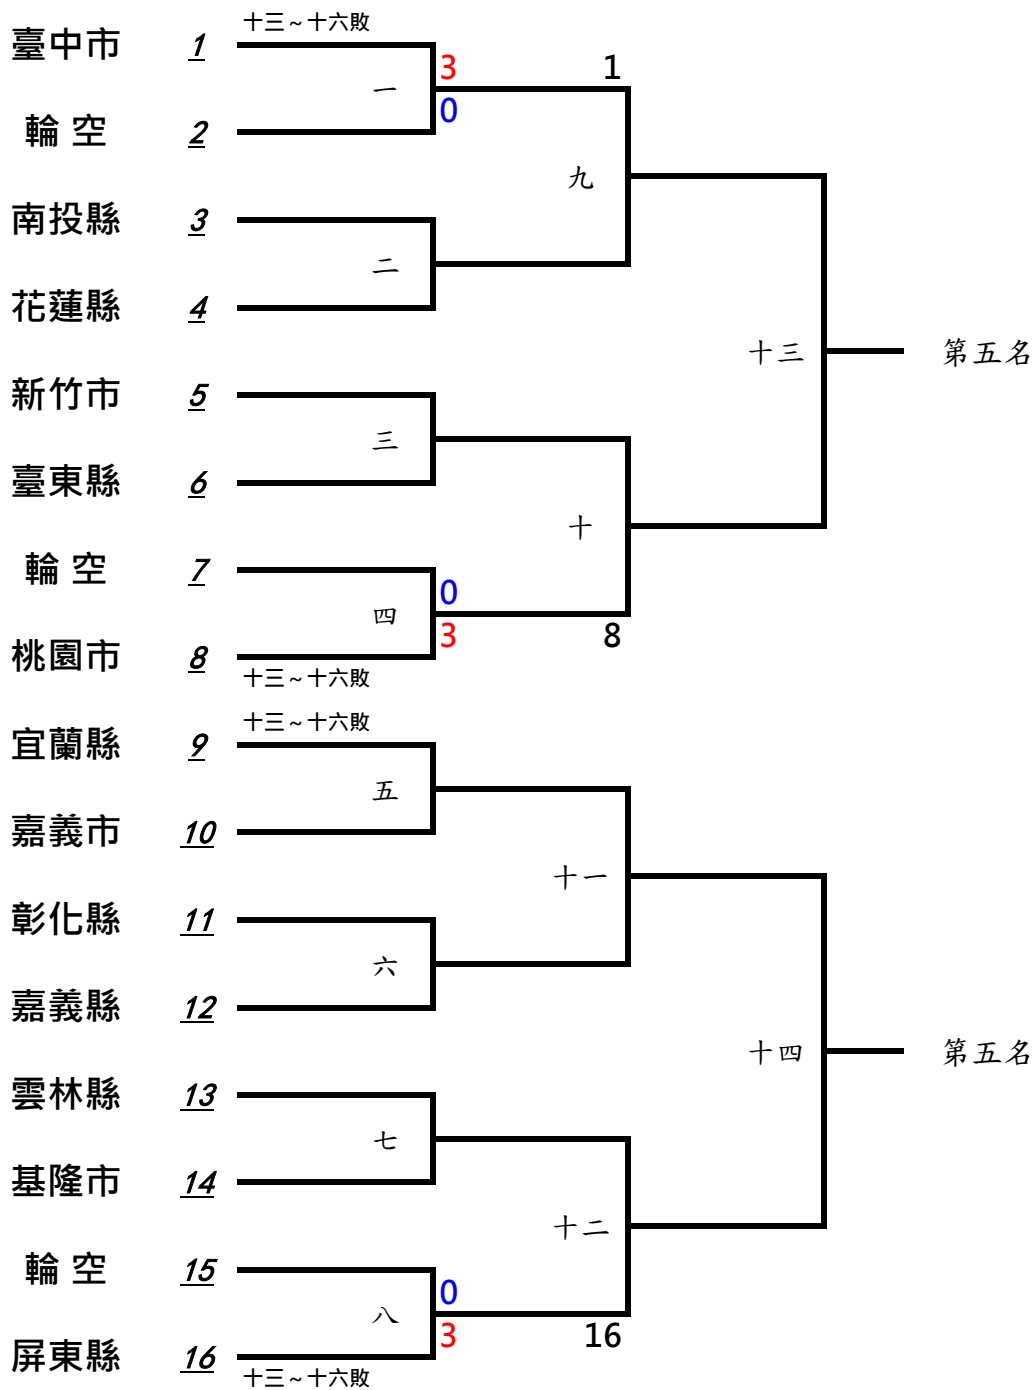 十三～十六敗
臺中市 1
3 1
一
0
輪空 2
九
南投縣 3
二
花蓮縣 4
十三 第五名
新竹市 5
三
臺東縣 6
十
輪空 7
0
四
3 8
桃園市 8
十三～十六敗
十三～十六敗
宜蘭縣 9
五
嘉義市 10
十一
彰化縣 11
六
嘉義縣 12
十四 第五名
雲林縣 13
七
基隆市 14
十二
輪空 15
0
八
3 16
屏東縣 16
十三～十六敗